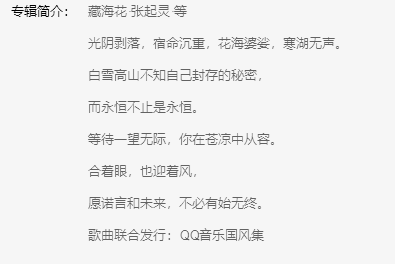 专辑简介： 藏海花 张起灵 等
光阴剥落，宿命沉重，花海婆娑，寒湖无声。
白雪高山不知自己封存的秘密，
而永恒不止是永恒。
等待一望无际，你在苍凉中从容。
合着眼，也迎着风，
愿诺言和未来，不必有始无终。
歌曲联合发行：QQ音乐国风集